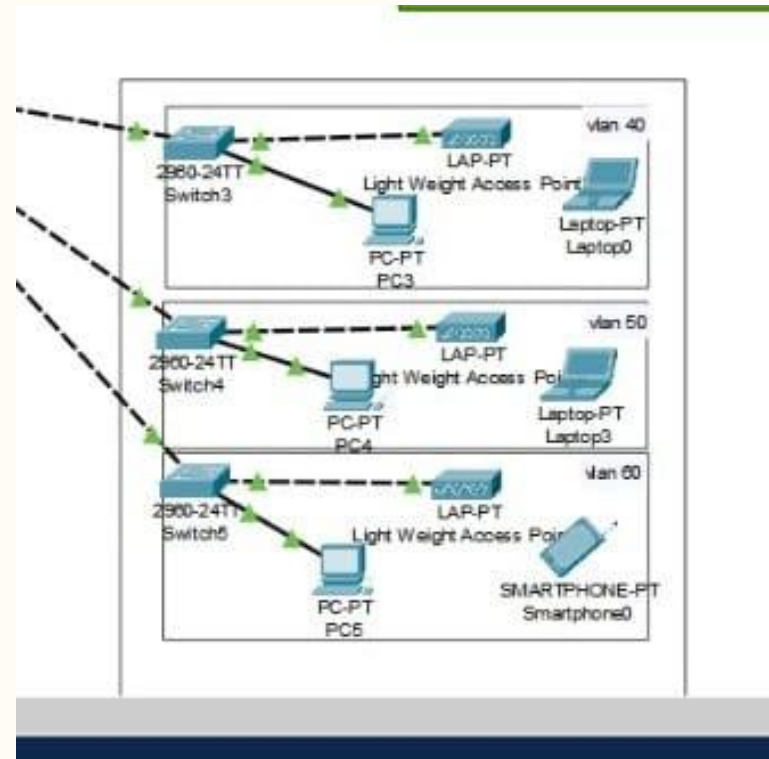 vlan 40
2960-24TT
Switch3
LAP-PT
Light Weight Access Point
PC-PT
PC3
Laptop-PT
Laptop0
vlan 50
2960-24TT
Switch4
LAP-PT
ght Weight Access Poi
PC-PT
PC4
Laptop-PT
Laptop3
vlan 60
2960-24TT
Switch5
LAP-PT
Light Weight Access Poi
PC-PT
PC5
SMARTPHONE-PT
Smartphone0